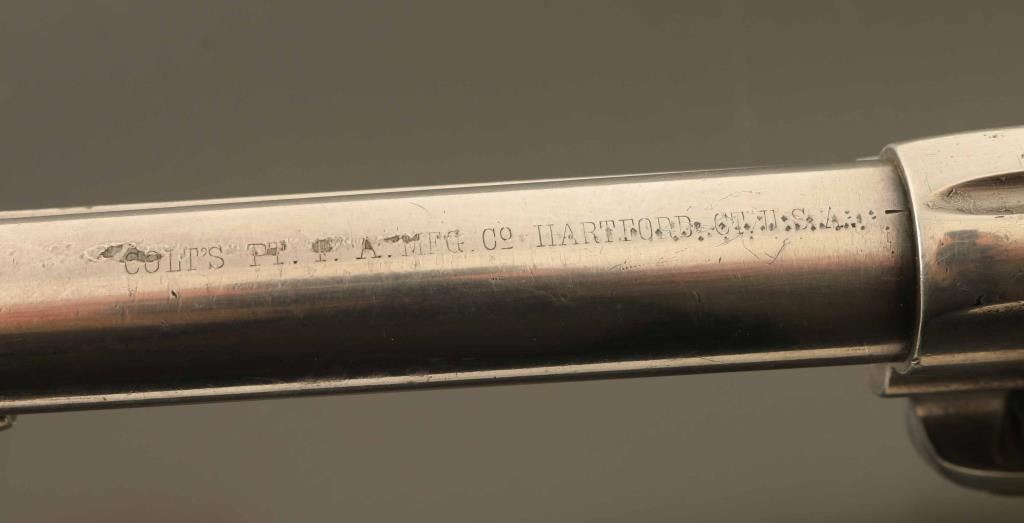 COLT'S PT. F. A. MFG. Cº HARTFORD. CT. U.S.A.